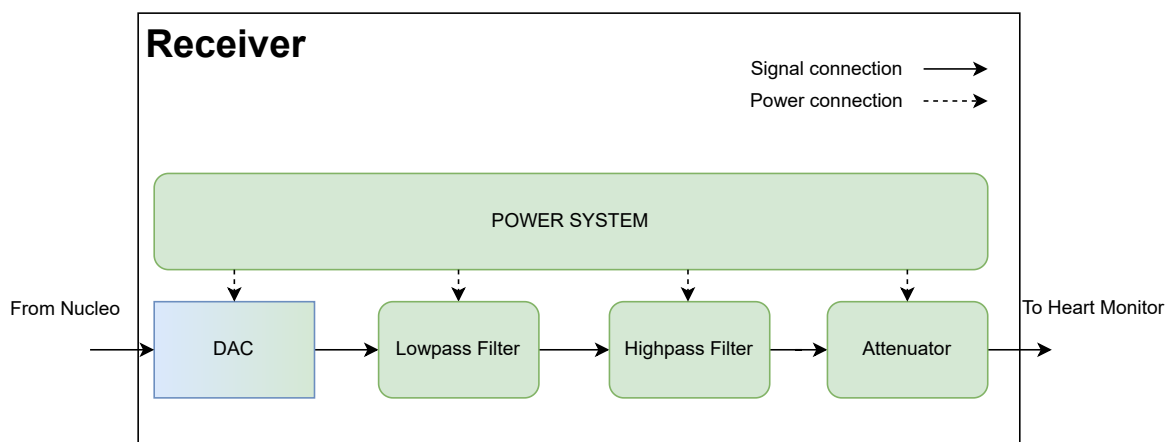 Receiver
Signal connection
Power connection
POWER SYSTEM
From Nucleo
To Heart Monitor
DAC
Lowpass Filter
Highpass Filter
Attenuator